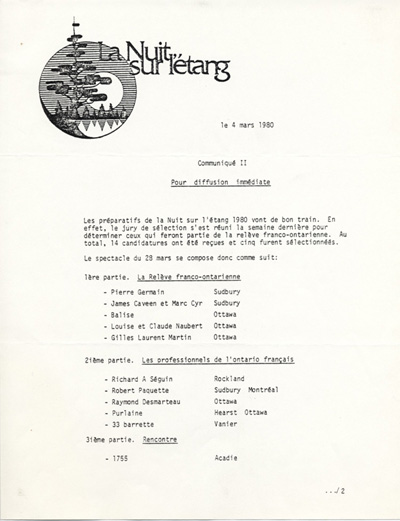 La Nuit
sur l'étang
le 4 mars 1980
Communiqué II
Pour diffusion immédiate
Les préparatifs de la Nuit sur l'étang 1980 vont de bon train. En
effet, le jury de sélection s'est réuni la semaine dernière pour
déterminer ceux qui feront partie de la relève franco-ontarienne. Au
total, 14 candidatures ont été reçues et cinq furent sélectionnées.
Le spectacle du 28 mars se compose donc comme suit:
1ère partie. La Relève franco-ontarienne
- Pierre Germain Sudbury
- James Caveen et Marc Cyr Sudbury
- Balise Ottawa
- Louise et Claude Naubert Ottawa
- Gilles Laurent Martin Ottawa
2ième partie. Les professionnels de l'ontario français
- Richard A Séguin Rockland
- Robert Paquette Sudbury Montréal
- Raymond Desmarteau Ottawa
- Purlaine Hearst Ottawa
- 33 barrette Vanier
3ième partie. Rencontre
- 1755 Acadie
.../2